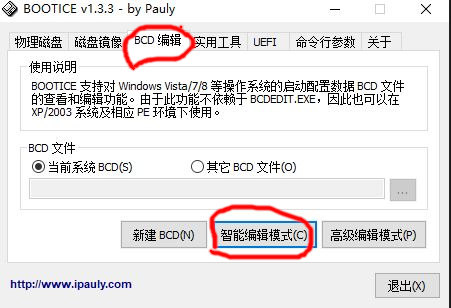 BOOTICE v1.3.3 - by Pauly
物理磁盘 磁盘镜像 BCD 编辑 实用工具 UEFI 命令行参数 关于
使用说明
BOOTICE 支持对 Windows Vista/7/8 等操作系统的启动配置数据 BCD 文件
的查看和编辑功能。由于此功能不依赖于 BCDEDIT.EXE，因此也可以在
XP/2003 系统及相应 PE 环境下使用。
BCD 文件
当前系统 BCD(S) 其它 BCD 文件(O)
...
新建 BCD(N) 智能编辑模式(C) 高级编辑模式(P)
http://www.ipauly.com 退出(X)